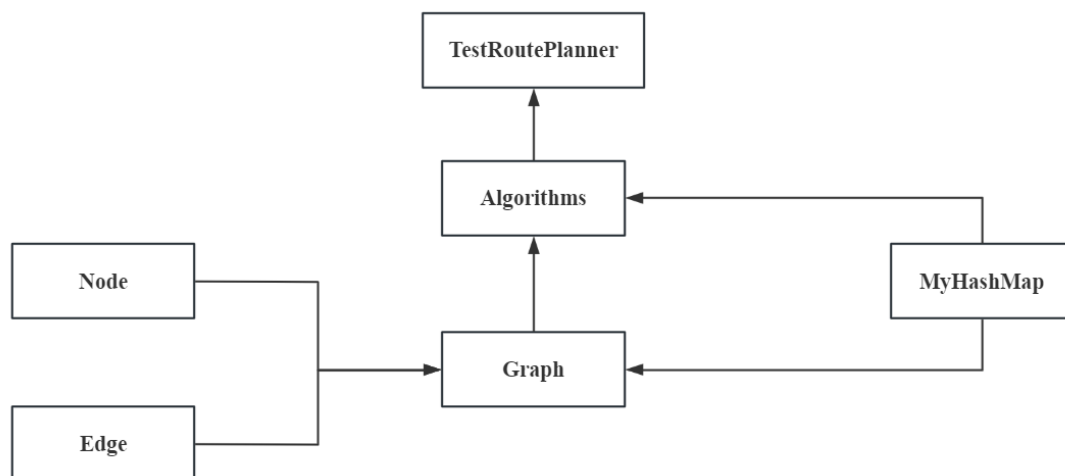 TestRoutePlanner
Algorithms
Node
MyHashMap
Graph
Edge